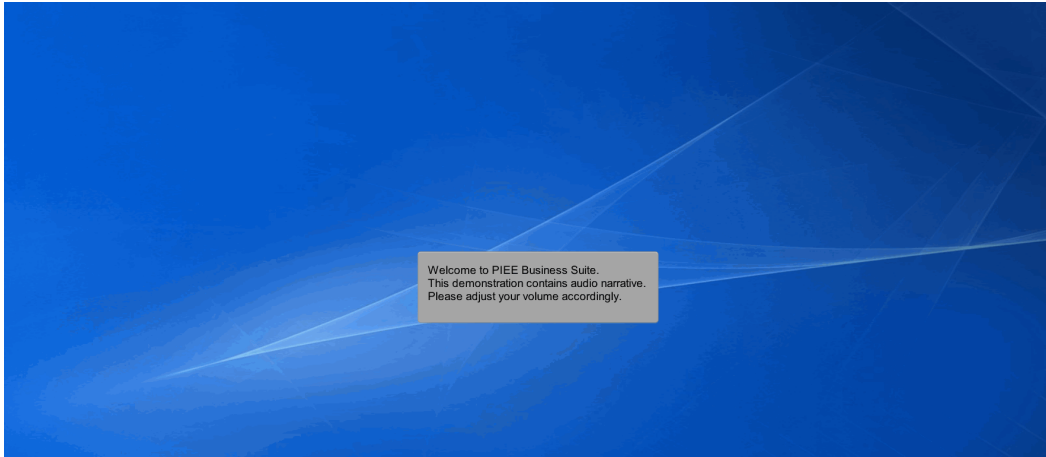 Welcome to PIEE Business Suite.
This demonstration contains audio narrative.
Please adjust your volume accordingly.